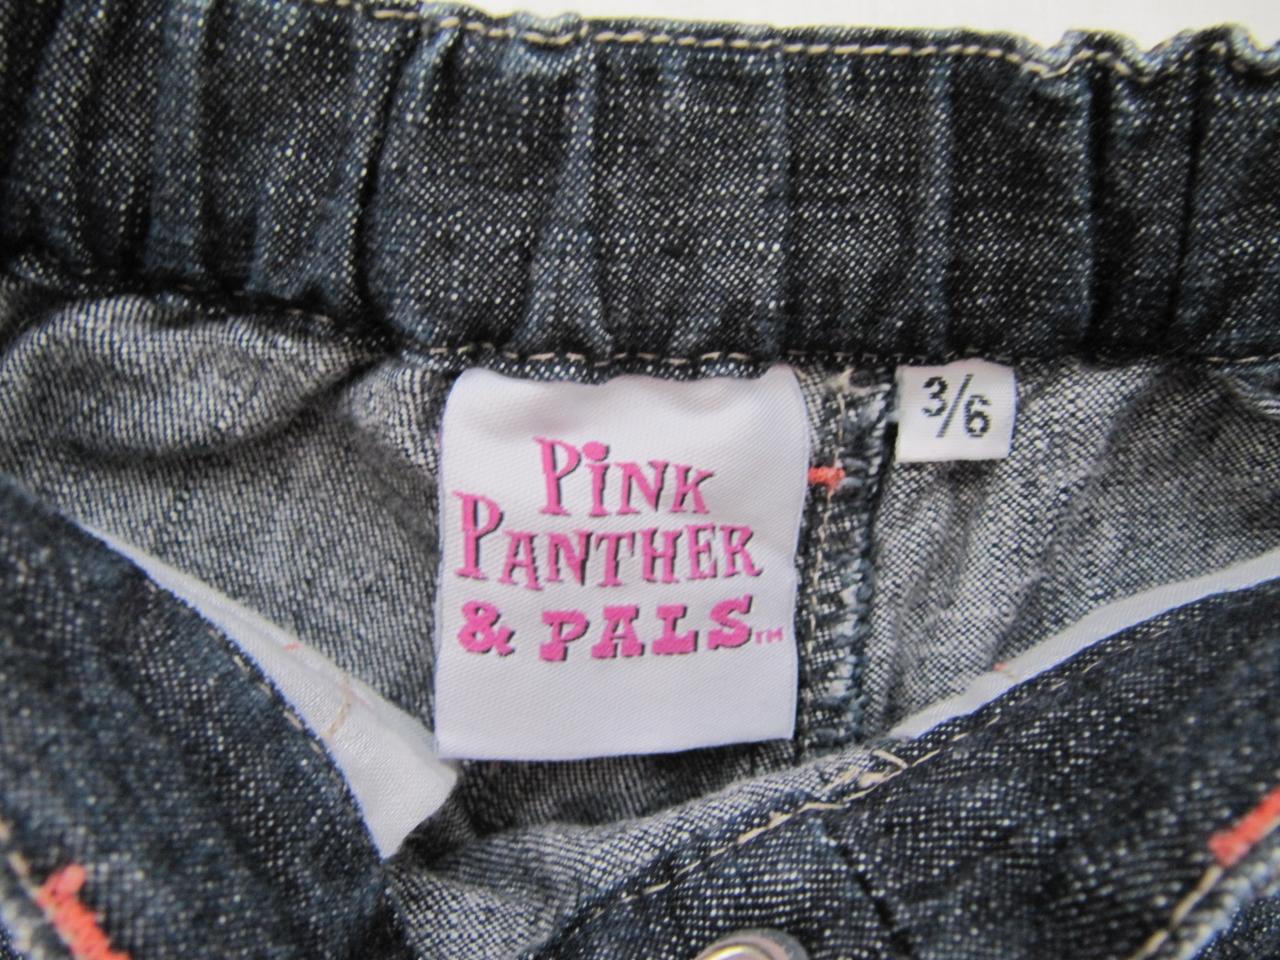 PINK
PANTHER
& PALS™
3/6